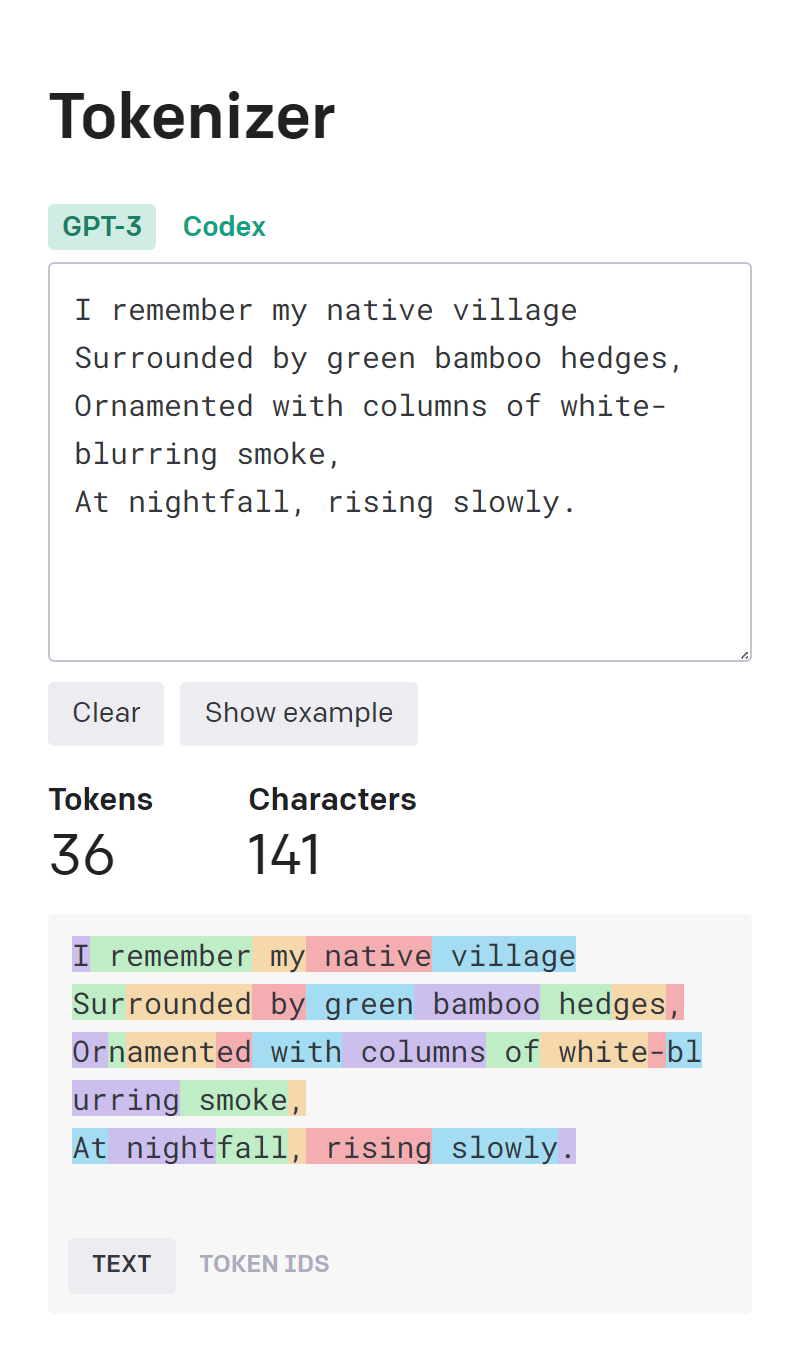 Tokenizer
GPT-3 Codex
I remember my native village
Surrounded by green bamboo hedges,
Ornamented with columns of white-
blurring smoke,
At nightfall, rising slowly.
Clear Show example
Tokens Characters
36 141
I remember my native village
Surrounded by green bamboo hedges,
Ornamented with columns of white-bl
urring smoke,
At nightfall, rising slowly.
TEXT TOKEN IDS